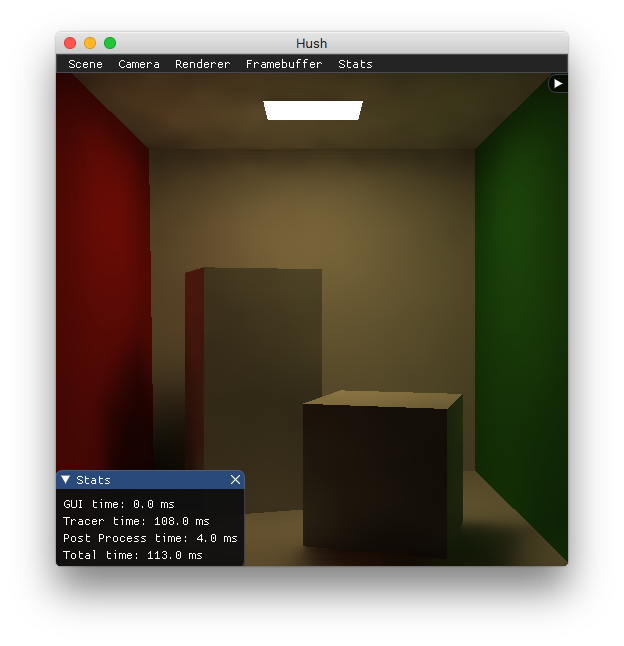 Hush
Scene Camera Renderer Framebuffer Stats
Stats
GUI time: 0.0 ms
Tracer time: 108.0 ms
Post Process time: 4.0 ms
Total time: 113.0 ms